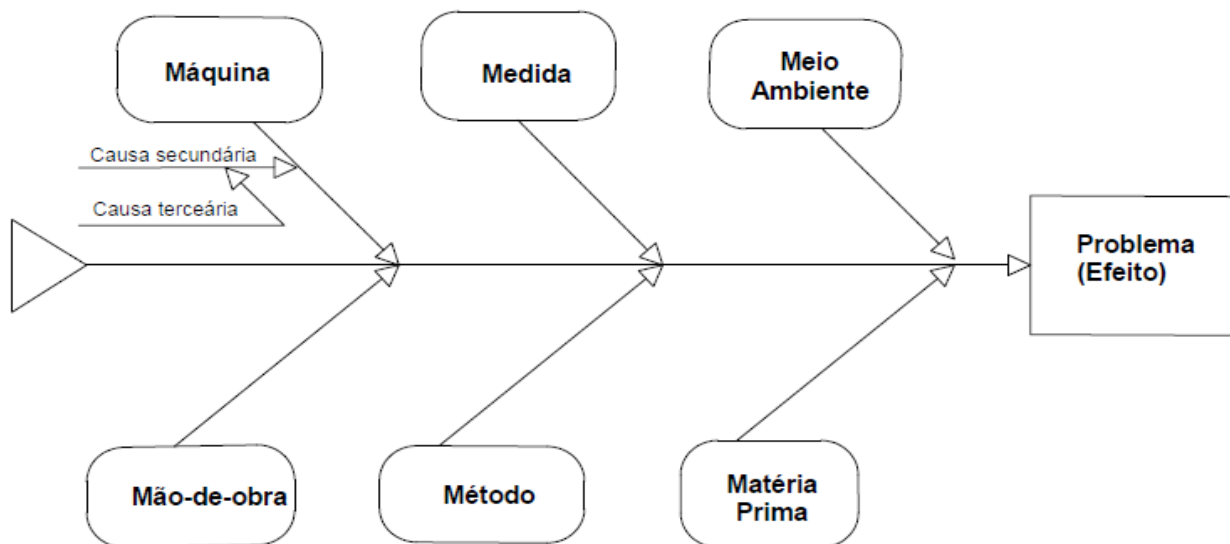 Máquina
Medida
Meio
Ambiente
Causa secundária
Causa terceária
Problema
(Efeito)
Mão-de-obra
Método
Matéria
Prima